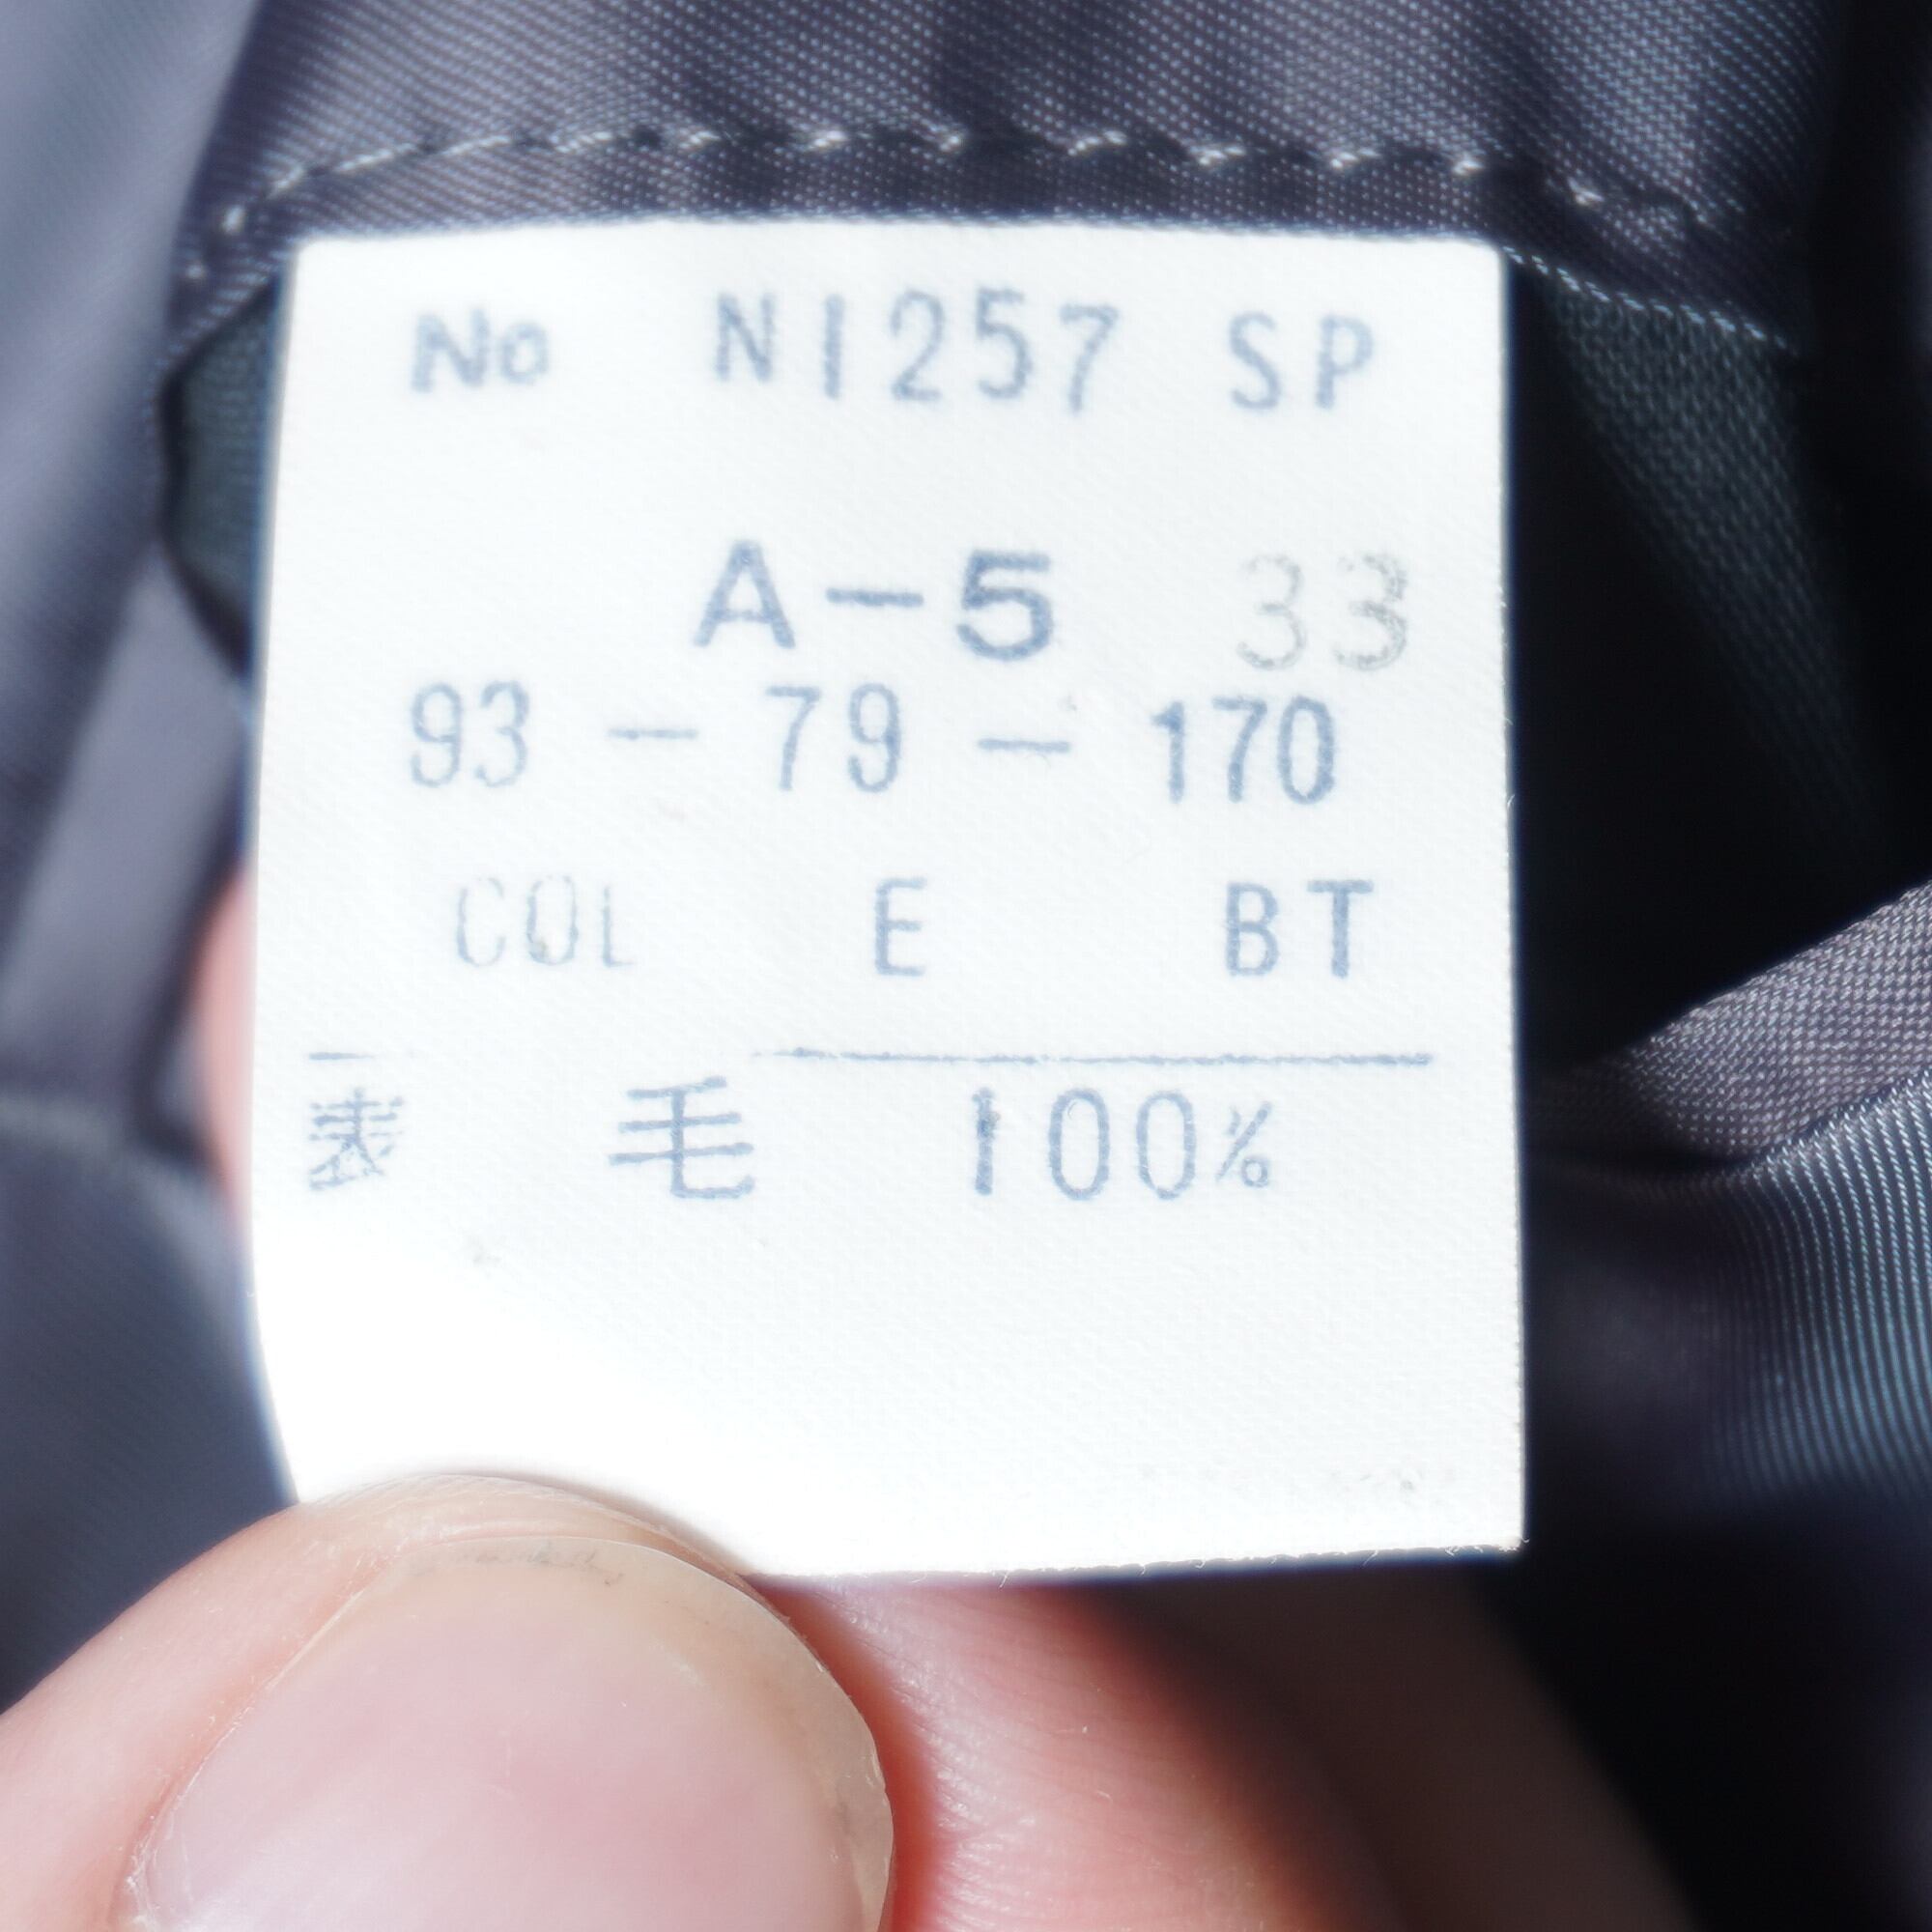 No N1257 SP
A-5 33
93 - 79 - 170
COL E BT
表 毛 100%